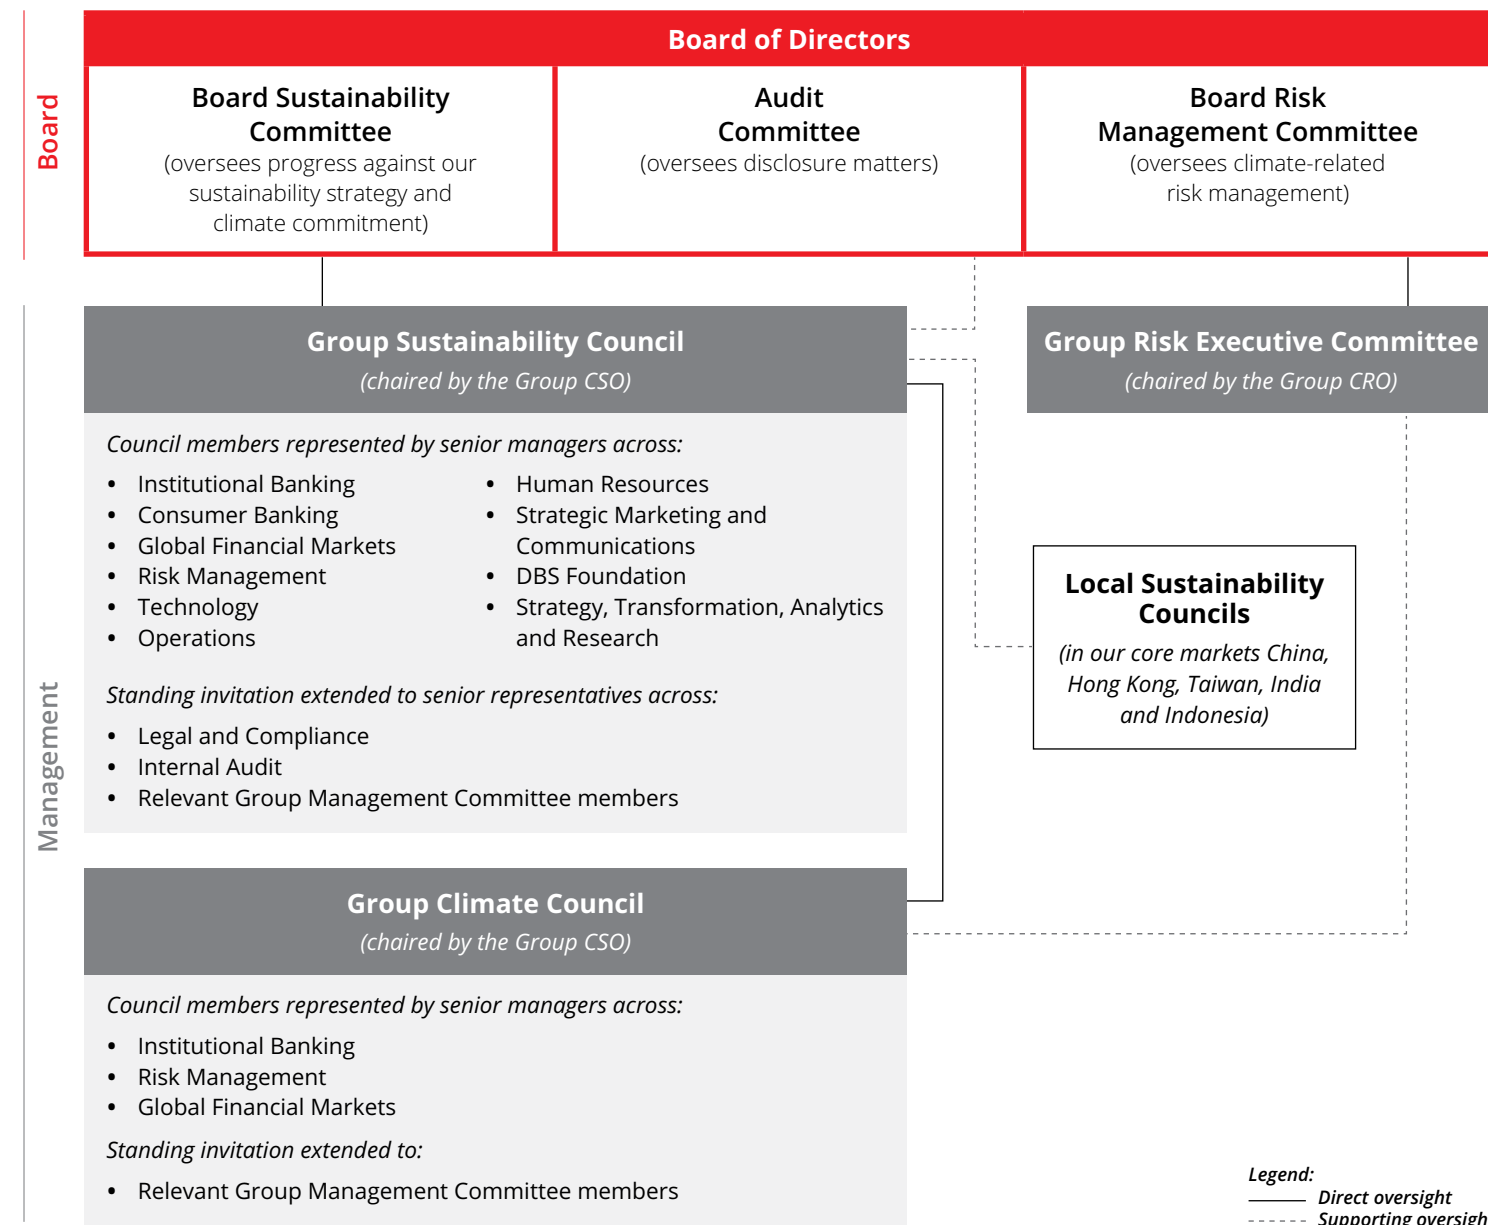 Board of Directors
Board
Board Sustainability
Committee
(oversees progress against our
sustainability strategy and
climate commitment)
Audit
Committee
(oversees disclosure matters)
Board Risk
Management Committee
(oversees climate-related
risk management)
Management
Group Sustainability Council
(chaired by the Group CSO)
Council members represented by senior managers across:
• Institutional Banking
• Consumer Banking
• Global Financial Markets
• Risk Management
• Technology
• Operations
• Human Resources
• Strategic Marketing and
Communications
• DBS Foundation
• Strategy, Transformation, Analytics
and Research
Standing invitation extended to senior representatives across:
• Legal and Compliance
• Internal Audit
• Relevant Group Management Committee members
Group Risk Executive Committee
(chaired by the Group CRO)
Local Sustainability
Councils
(in our core markets China,
Hong Kong, Taiwan, India
and Indonesia)
Group Climate Council
(chaired by the Group CSO)
Council members represented by senior managers across:
• Institutional Banking
• Risk Management
• Global Financial Markets
Standing invitation extended to:
• Relevant Group Management Committee members
Legend:
Direct oversight
Supporting oversigh